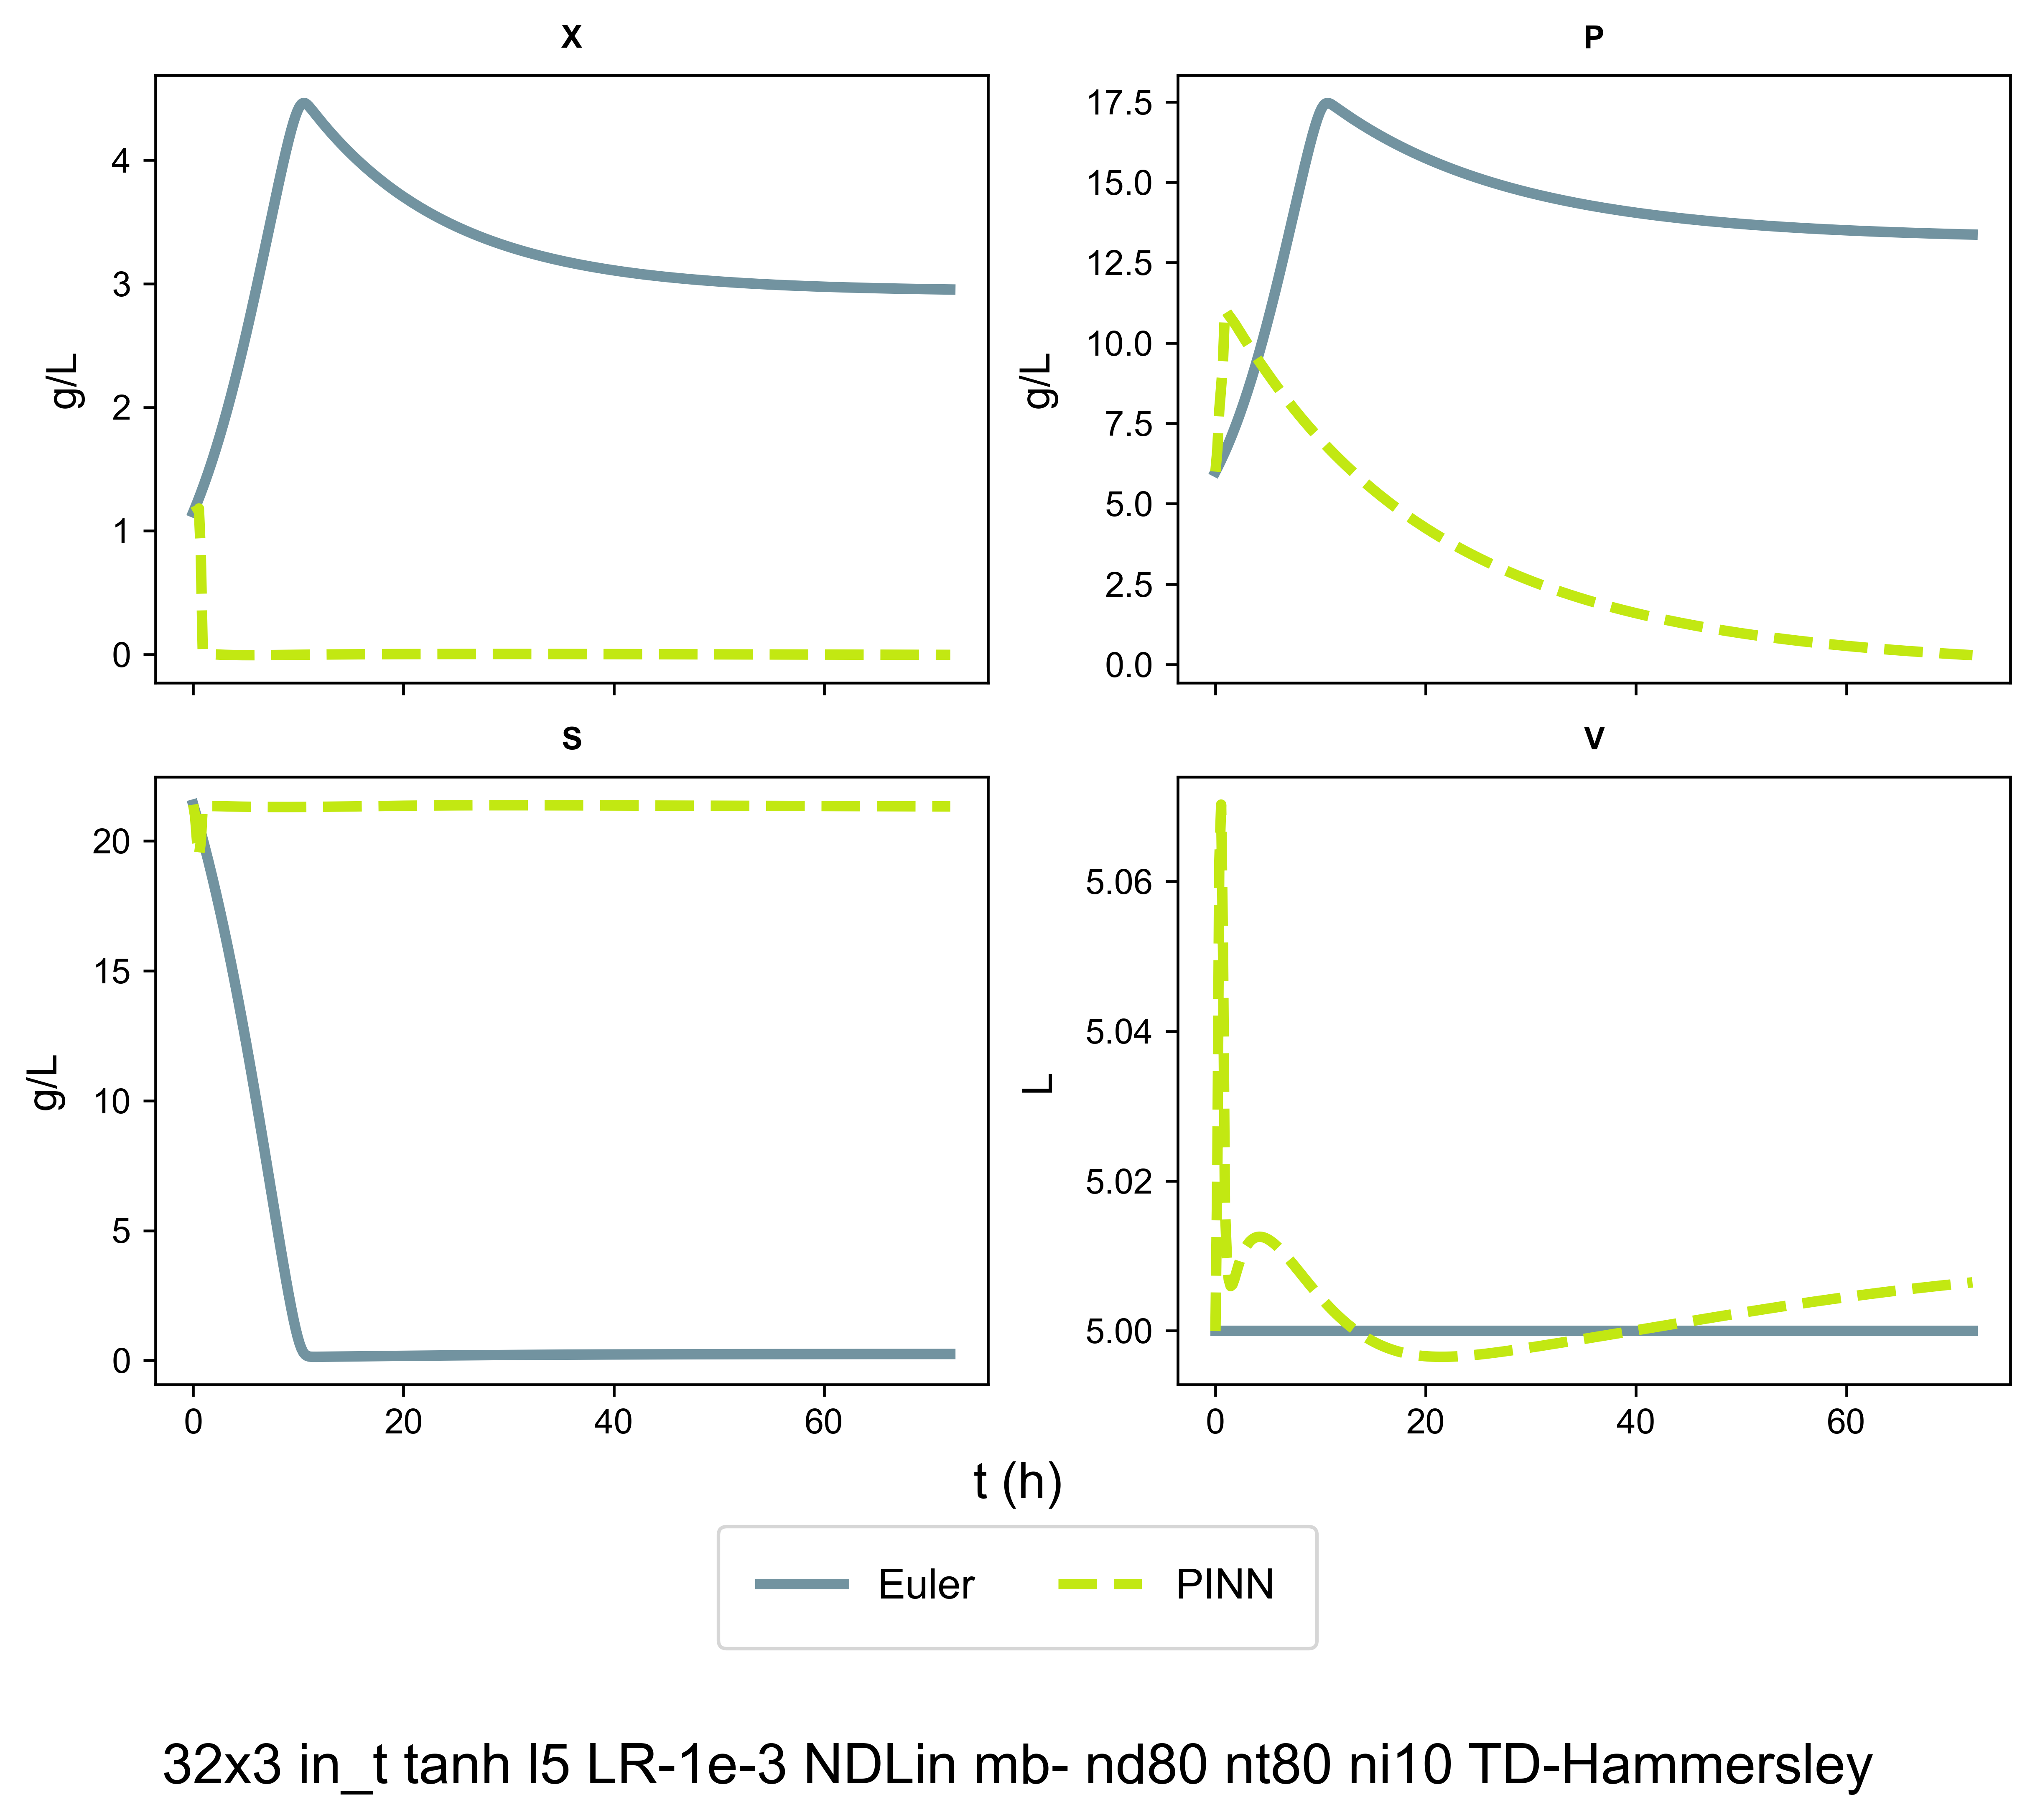 X
P
4
3
2
1
0
g/L
17.5
15.0
12.5
10.0
7.5
5.0
2.5
0.0
g/L
S
V
20
15
10
5
0
g/L
0 20 40 60
5.06
5.04
5.02
5.00
L
0 20 40 60
t (h)
Euler PINN
32x3 in_t tanh l5 LR-1e-3 NDLin mb- nd80 nt80 ni10 TD-Hammersley